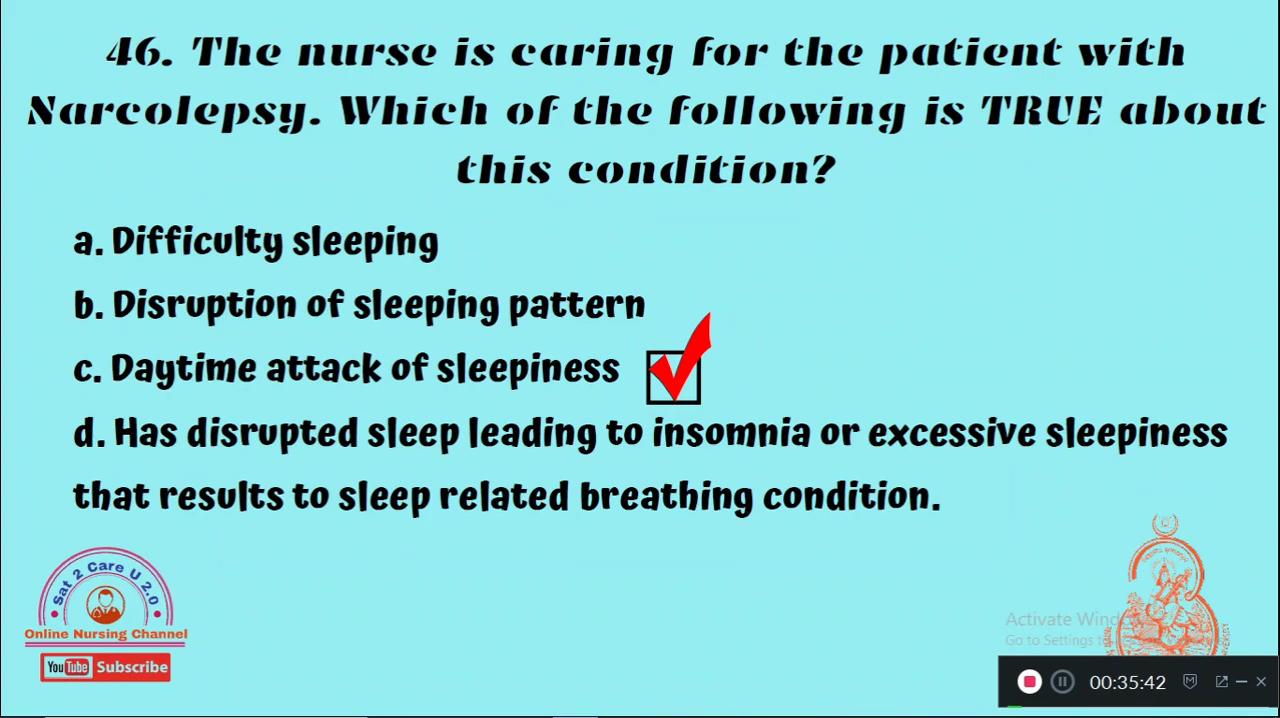 46. The nurse is caring for the patient with
Narcolepsy. Which of the following is TRUE about
this condition?
a. Difficulty sleeping
b. Disruption of sleeping pattern
c. Daytime attack of sleepiness
d. Has disrupted sleep leading to insomnia or excessive sleepiness
that results to sleep related breathing condition.
Sat 2 Care U 2.0
Online Nursing Channel
YouTube Subscribe
Activate Wind
Go to Settings t
00:35:42